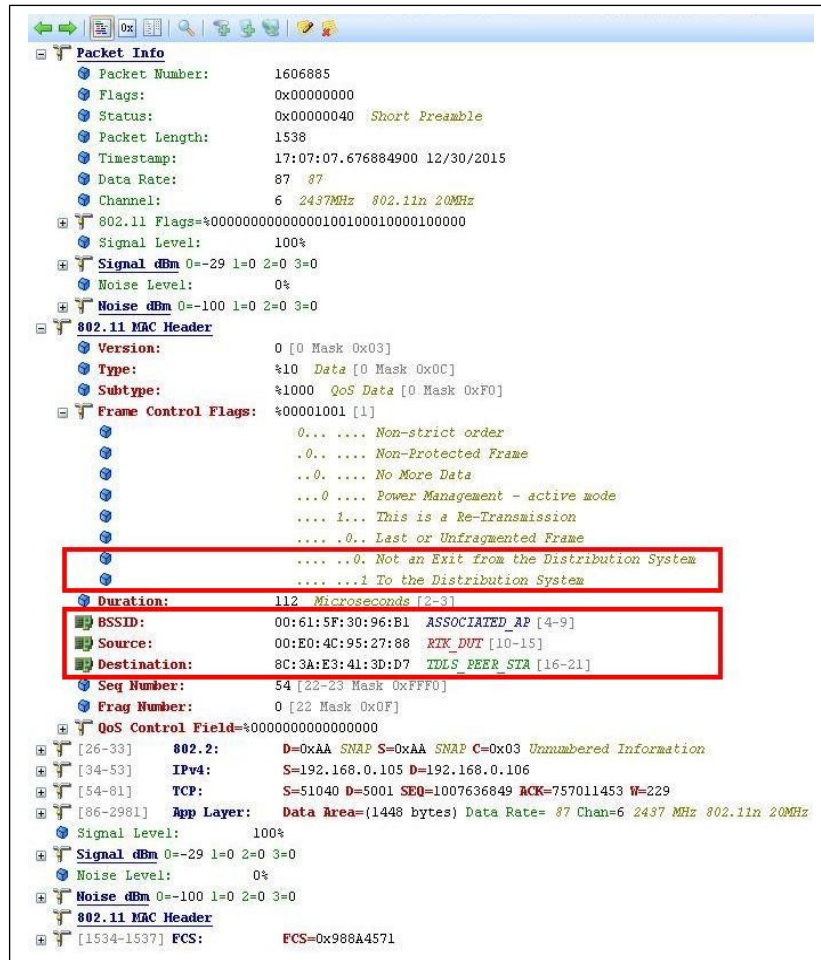 Packet Info
Packet Number: 1606885
Flags: 0x00000000
Status: 0x00000040 Short Preamble
Packet Length: 1538
Timestamp: 17:07:07.676884900 12/30/2015
Data Rate: 87 87
Channel: 6 2437MHz 802.11n 20MHz
802.11 Flags=%00000000000000100100010000100000
Signal Level: 100%
Signal dBm 0=-29 1=0 2=0 3=0
Noise Level: 0%
Noise dBm 0=-100 1=0 2=0 3=0
802.11 MAC Header
Version: 0 [0 Mask 0x03]
Type: %10 Data [0 Mask 0x0C]
Subtype: %1000 QoS Data [0 Mask 0xF0]
Frame Control Flags: %00001001 [1]
0... .... Non-strict order
.0.. .... Non-Protected Frame
..0. .... No More Data
...0 .... Power Management - active mode
.... 1... This is a Re-Transmission
.... .0.. Last or Unfragmented Frame
.... ..0. Not an Exit from the Distribution System
.... ...1 To the Distribution System
Duration: 112 Microseconds [2-3]
BSSID: 00:61:5F:30:96:B1 ASSOCIATED_AP [4-9]
Source: 00:E0:4C:95:27:88 RTK_DUT [10-15]
Destination: 8C:3A:E3:41:3D:D7 TDLS_PEER_STA [16-21]
Seq Number: 54 [22-23 Mask 0xFFF0]
Frag Number: 0 [22 Mask 0x0F]
QoS Control Field=%0000000000000000
[26-33] 802.2: D=0xAA SNAP S=0xAA SNAP C=0x03 Unnumbered Information
[34-53] IPv4: S=192.168.0.105 D=192.168.0.106
[54-81] TCP: S=51040 D=5001 SEQ=1007636849 ACK=757011453 W=229
[86-2981] App Layer: Data Area=(1448 bytes) Data Rate= 87 Chan=6 2437 MHz 802.11n 20MHz
Signal Level: 100%
Signal dBm 0=-29 1=0 2=0 3=0
Noise Level: 0%
Noise dBm 0=-100 1=0 2=0 3=0
802.11 MAC Header
[1534-1537] FCS: FCS=0x988A4571